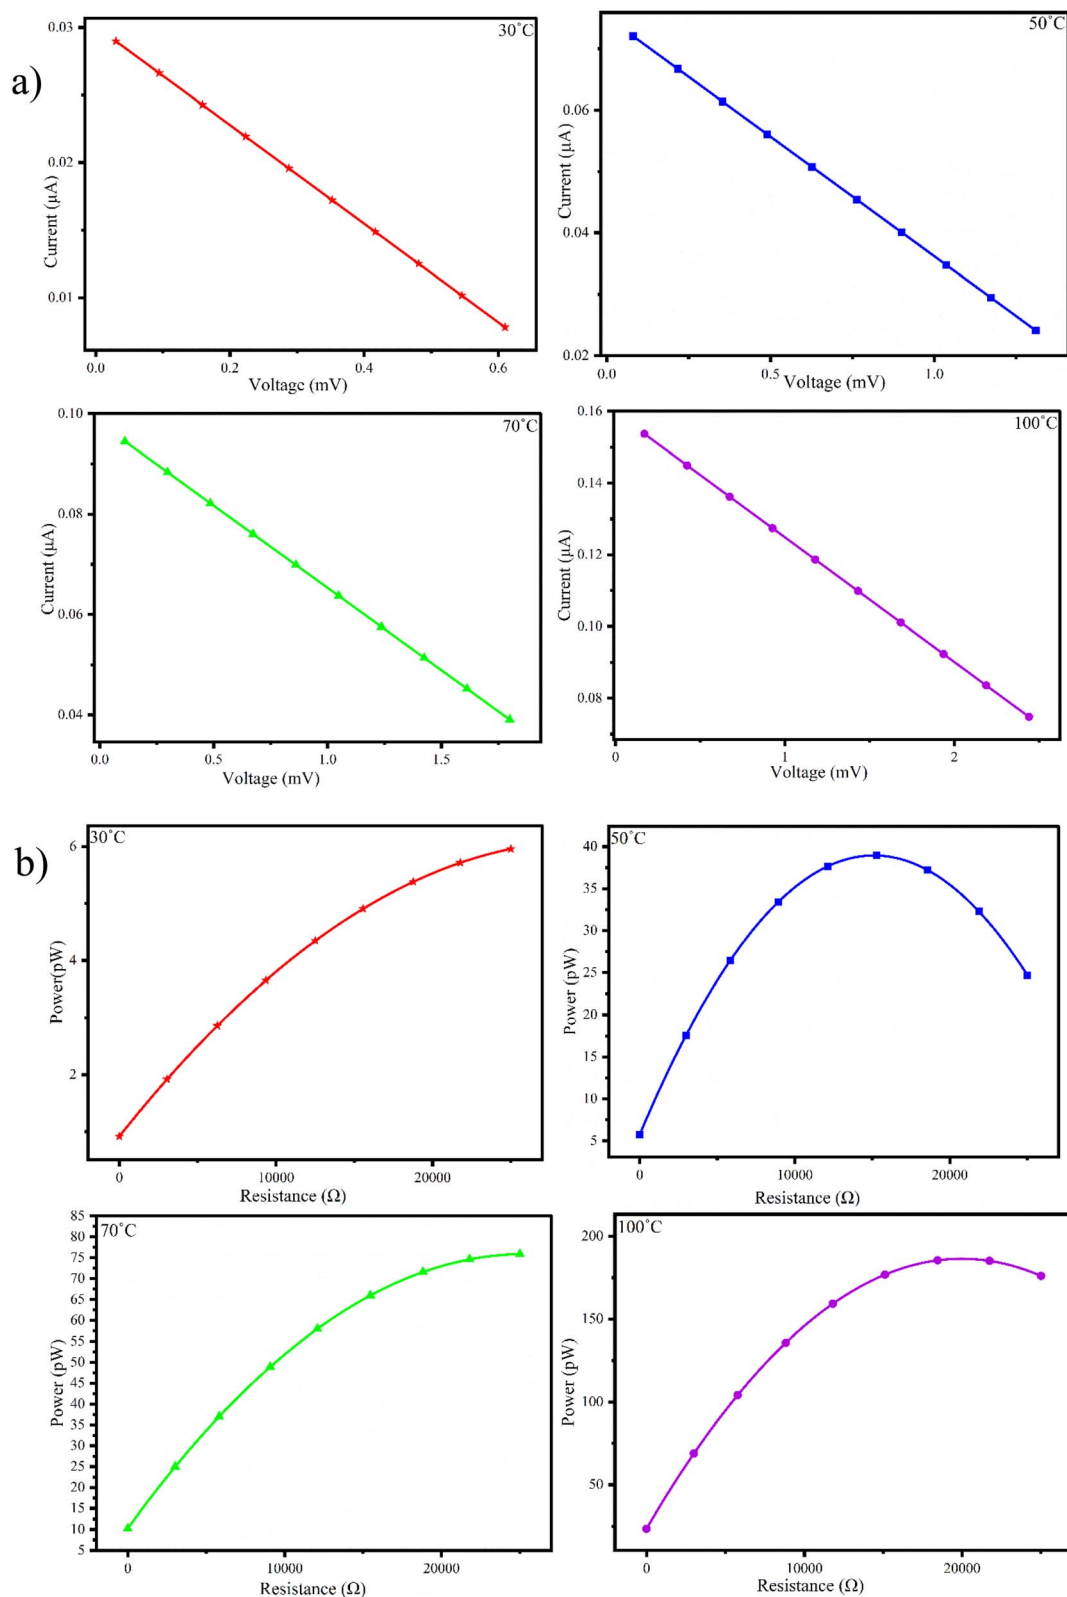 a)
30°C
0.03
0.02
0.01
Current (μA)
0.0
0.2
0.4
0.6
Voltage (mV)
50°C
0.06
0.04
0.02
Current (μA)
0.0
0.5
1.0
Voltage (mV)
70°C
0.10
0.08
0.06
0.04
Current (μA)
0.0
0.5
1.0
1.5
Voltage (mV)
100°C
0.16
0.14
0.12
0.10
0.08
Current (μA)
0
1
2
Voltage (mV)
b)
30°C
6
4
2
Power(pW)
0
10000
20000
Resistance (Ω)
50°C
40
35
30
25
20
15
10
5
Power (pW)
0
10000
20000
Resistance (Ω)
70°C
85
80
75
70
65
60
55
50
45
40
35
30
25
20
15
10
5
Power (pW)
0
10000
20000
Resistance (Ω)
100°C
200
150
100
50
Power (pW)
0
10000
20000
Resistance (Ω)